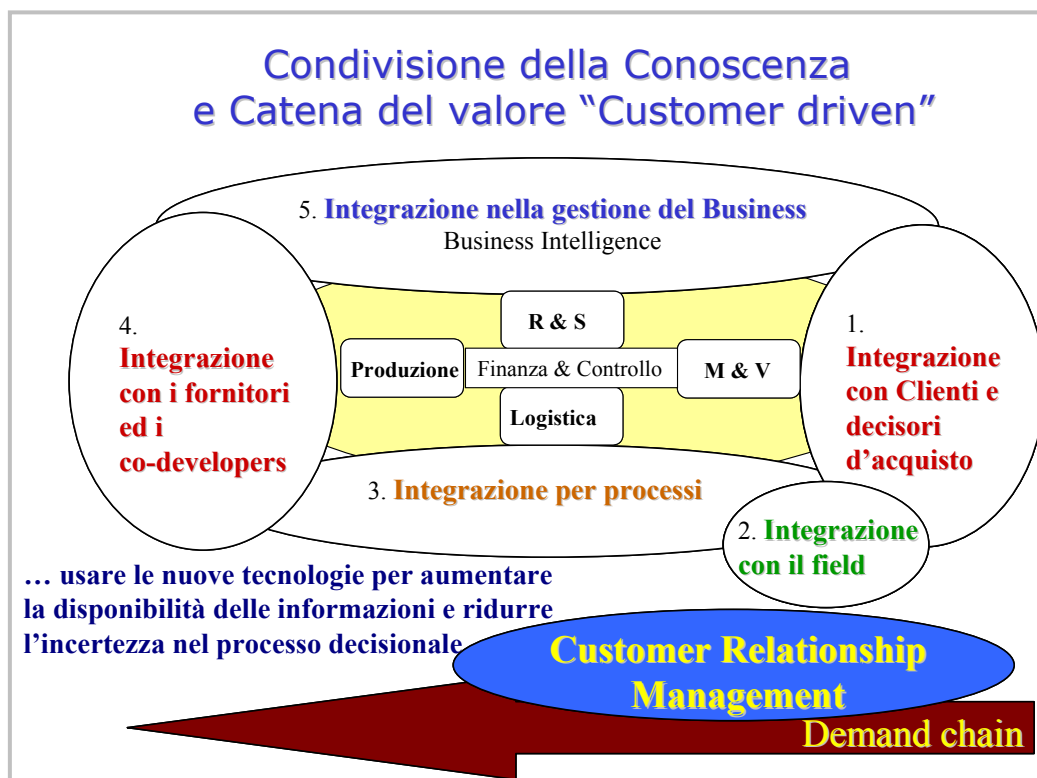 Condivisione della Conoscenza
e Catena del valore “Customer driven”
5. Integrazione nella gestione del Business
Business Intelligence
4.
Integrazione
con i fornitori
ed i
co-developers
R & S
Produzione
Finanza & Controllo
M & V
Logistica
1.
Integrazione
con Clienti e
decisori
d’acquisto
3. Integrazione per processi
2. Integrazione
con il field
… usare le nuove tecnologie per aumentare
la disponibilità delle informazioni e ridurre
l’incertezza nel processo decisionale
Customer Relationship
Management
Demand chain